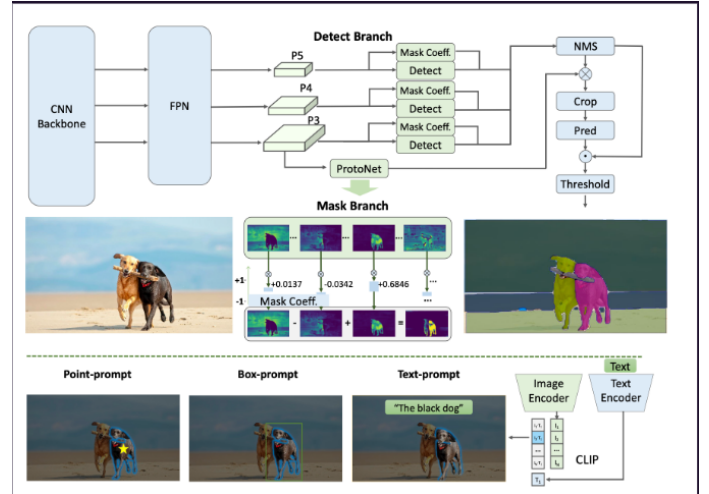 Detect Branch
CNN
Backbone
FPN
P5
P4
P3
Mask Coeff.
Detect
Mask Coeff.
Detect
Mask Coeff.
Detect
ProtoNet
NMS
Crop
Pred
Threshold
Mask Branch
... ... ...
+1
-1
+0.0137
-0.0342
+0.6846
...
Mask Coeff.
- + =
Point-prompt
Box-prompt
Text-prompt
"The black dog"
Text
Image
Encoder
Text
Encoder
...
...
CLIP
T₁